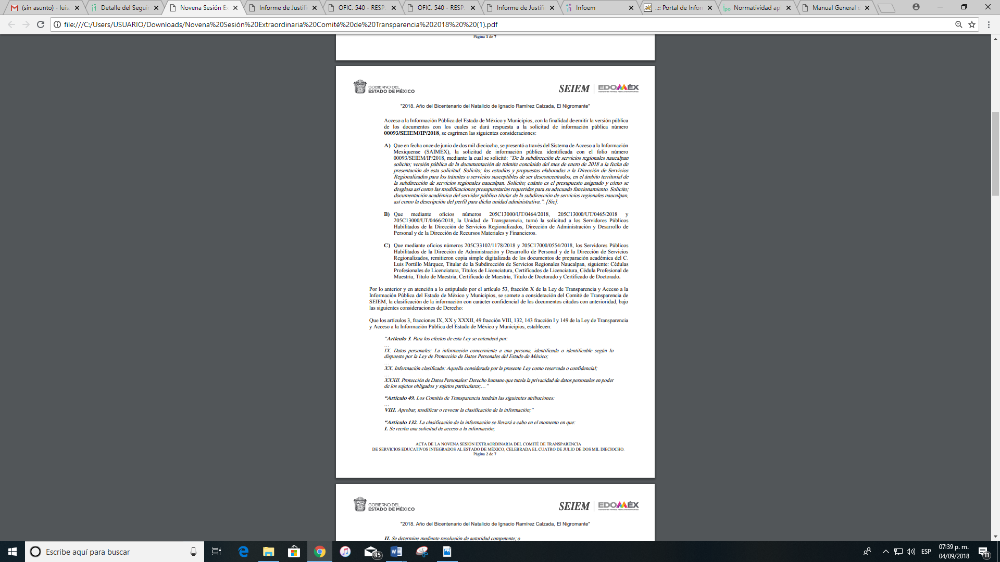 (sin asunto) - luis.
Detalle del Seguim
Novena Sesión Ex
Informe de Justifi
OFIC. 540 - RESP.
OFIC. 540 - RESP.
Informe de Justifi
Infoem
..:: Portal de Infor
Normatividad apl
Manual General d
file:///C:/Users/USUARIO/Downloads/Novena%20Sesión%20Extraordinaria%20Comité%20de%20Transparencia%202018%20%20(1).pdf
Página 1 de 7
GOBIERNO DEL
ESTADO DE MÉXICO
SEIEM
EDOMÉX
"2018. Año del Bicentenario del Natalicio de Ignacio Ramírez Calzada, El Nigromante"
Acceso a la Información Pública del Estado de México y Municipios, con la finalidad de emitir la versión pública
de los documentos con los cuales se dará respuesta a la solicitud de información pública número
00093/SEIEM/IP/2018, se esgrimen las siguientes consideraciones:
A) Que en fecha once de junio de dos mil dieciocho, se presentó a través del Sistema de Acceso a la Información
Mexiquense (SAIMEX), la solicitud de información pública identificada con el folio número
00093/SEIEM/IP/2018, mediante la cual se solicitó: “De la subdirección de servicios regionales naucalpan
solicito; versión pública de la documentación de trámite concluido del mes de enero de 2018 a la fecha de
presentación de esta solicitud. Solicito; los estudios y propuestas elaboradas a la Dirección de Servicios
Regionalizados para los trámites o servicios susceptibles de ser desconcentrados, en el ámbito territorial de
la subdirección de servicios regionales naucalpan. Solicito; cuánto es el presupuesto asignado y cómo se
desglosa así como las modificaciones presupuestarias requeridas para su adecuado funcionamiento. Solicito;
documentación académica del servidor público titular de la subdirección de servicios regionales naucalpan,
así como la descripción del perfil para dicha unidad administrativa.”. [Sic].
B) Que mediante oficios números 205C13000/UT/0464/2018, 205C13000/UT/0465/2018 y
205C13000/UT/0466/2018, la Unidad de Transparencia, turnó la solicitud a los Servidores Públicos
Habilitados de la Dirección de Servicios Regionalizados, Dirección de Administración y Desarrollo de
Personal y de la Dirección de Recursos Materiales y Financieros.
C) Que mediante oficios números 205C33102/1178/2018 y 205C17000/0554/2018, los Servidores Públicos
Habilitados de la Dirección de Administración y Desarrollo de Personal y de la Dirección de Servicios
Regionalizados, remitieron copia simple digitalizada de los documentos de preparación académica del C.
Luis Portillo Márquez, Titular de la Subdirección de Servicios Regionales Naucalpan, siguiente: Cédulas
Profesionales de Licenciatura, Títulos de Licenciatura, Certificados de Licenciatura, Cédula Profesional de
Maestría, Título de Maestría, Certificado de Maestría, Título de Doctorado y Certificado de Doctorado.
Por lo anterior y en atención a lo estipulado por el artículo 53, fracción X de la Ley de Transparencia y Acceso a la
Información Pública del Estado de México y Municipios, se somete a consideración del Comité de Transparencia de
SEIEM, la clasificación de la información con carácter confidencial de los documentos citados con anterioridad, bajo
las siguientes consideraciones de Derecho:
Que los artículos 3, fracciones IX, XX y XXXII, 49 fracción VIII, 132, 143 fracción I y 149 de la Ley de Transparencia
y Acceso a la Información Pública del Estado de México y Municipios, establecen:
“Artículo 3. Para los efectos de esta Ley se entenderá por:
…
IX. Datos personales: La información concerniente a una persona, identificada o identificable según lo
dispuesto por la Ley de Protección de Datos Personales del Estado de México;
…
XX. Información clasificada: Aquella considerada por la presente Ley como reservada o confidencial;
…
XXXII. Protección de Datos Personales: Derecho humano que tutela la privacidad de datos personales en poder
de los sujetos obligados y sujetos particulares;…”
“Artículo 49. Los Comités de Transparencia tendrán las siguientes atribuciones:
…
VIII. Aprobar, modificar o revocar la clasificación de la información;”
“Artículo 132. La clasificación de la información se llevará a cabo en el momento en que:
I. Se reciba una solicitud de acceso a la información;
ACTA DE LA NOVENA SESIÓN EXTRAORDINARIA DEL COMITÉ DE TRANSPARENCIA
DE SERVICIOS EDUCATIVOS INTEGRADOS AL ESTADO DE MÉXICO, CELEBRADA EL CUATRO DE JULIO DE DOS MIL DIECIOCHO.
Página 2 de 7
GOBIERNO DEL
ESTADO DE MÉXICO
SEIEM
EDOMÉX
"2018. Año del Bicentenario del Natalicio de Ignacio Ramírez Calzada, El Nigromante"
II. Se determine mediante resolución de autoridad competente; o
Escribe aquí para buscar
35
ESP
07:39 p. m.
04/09/2018
11